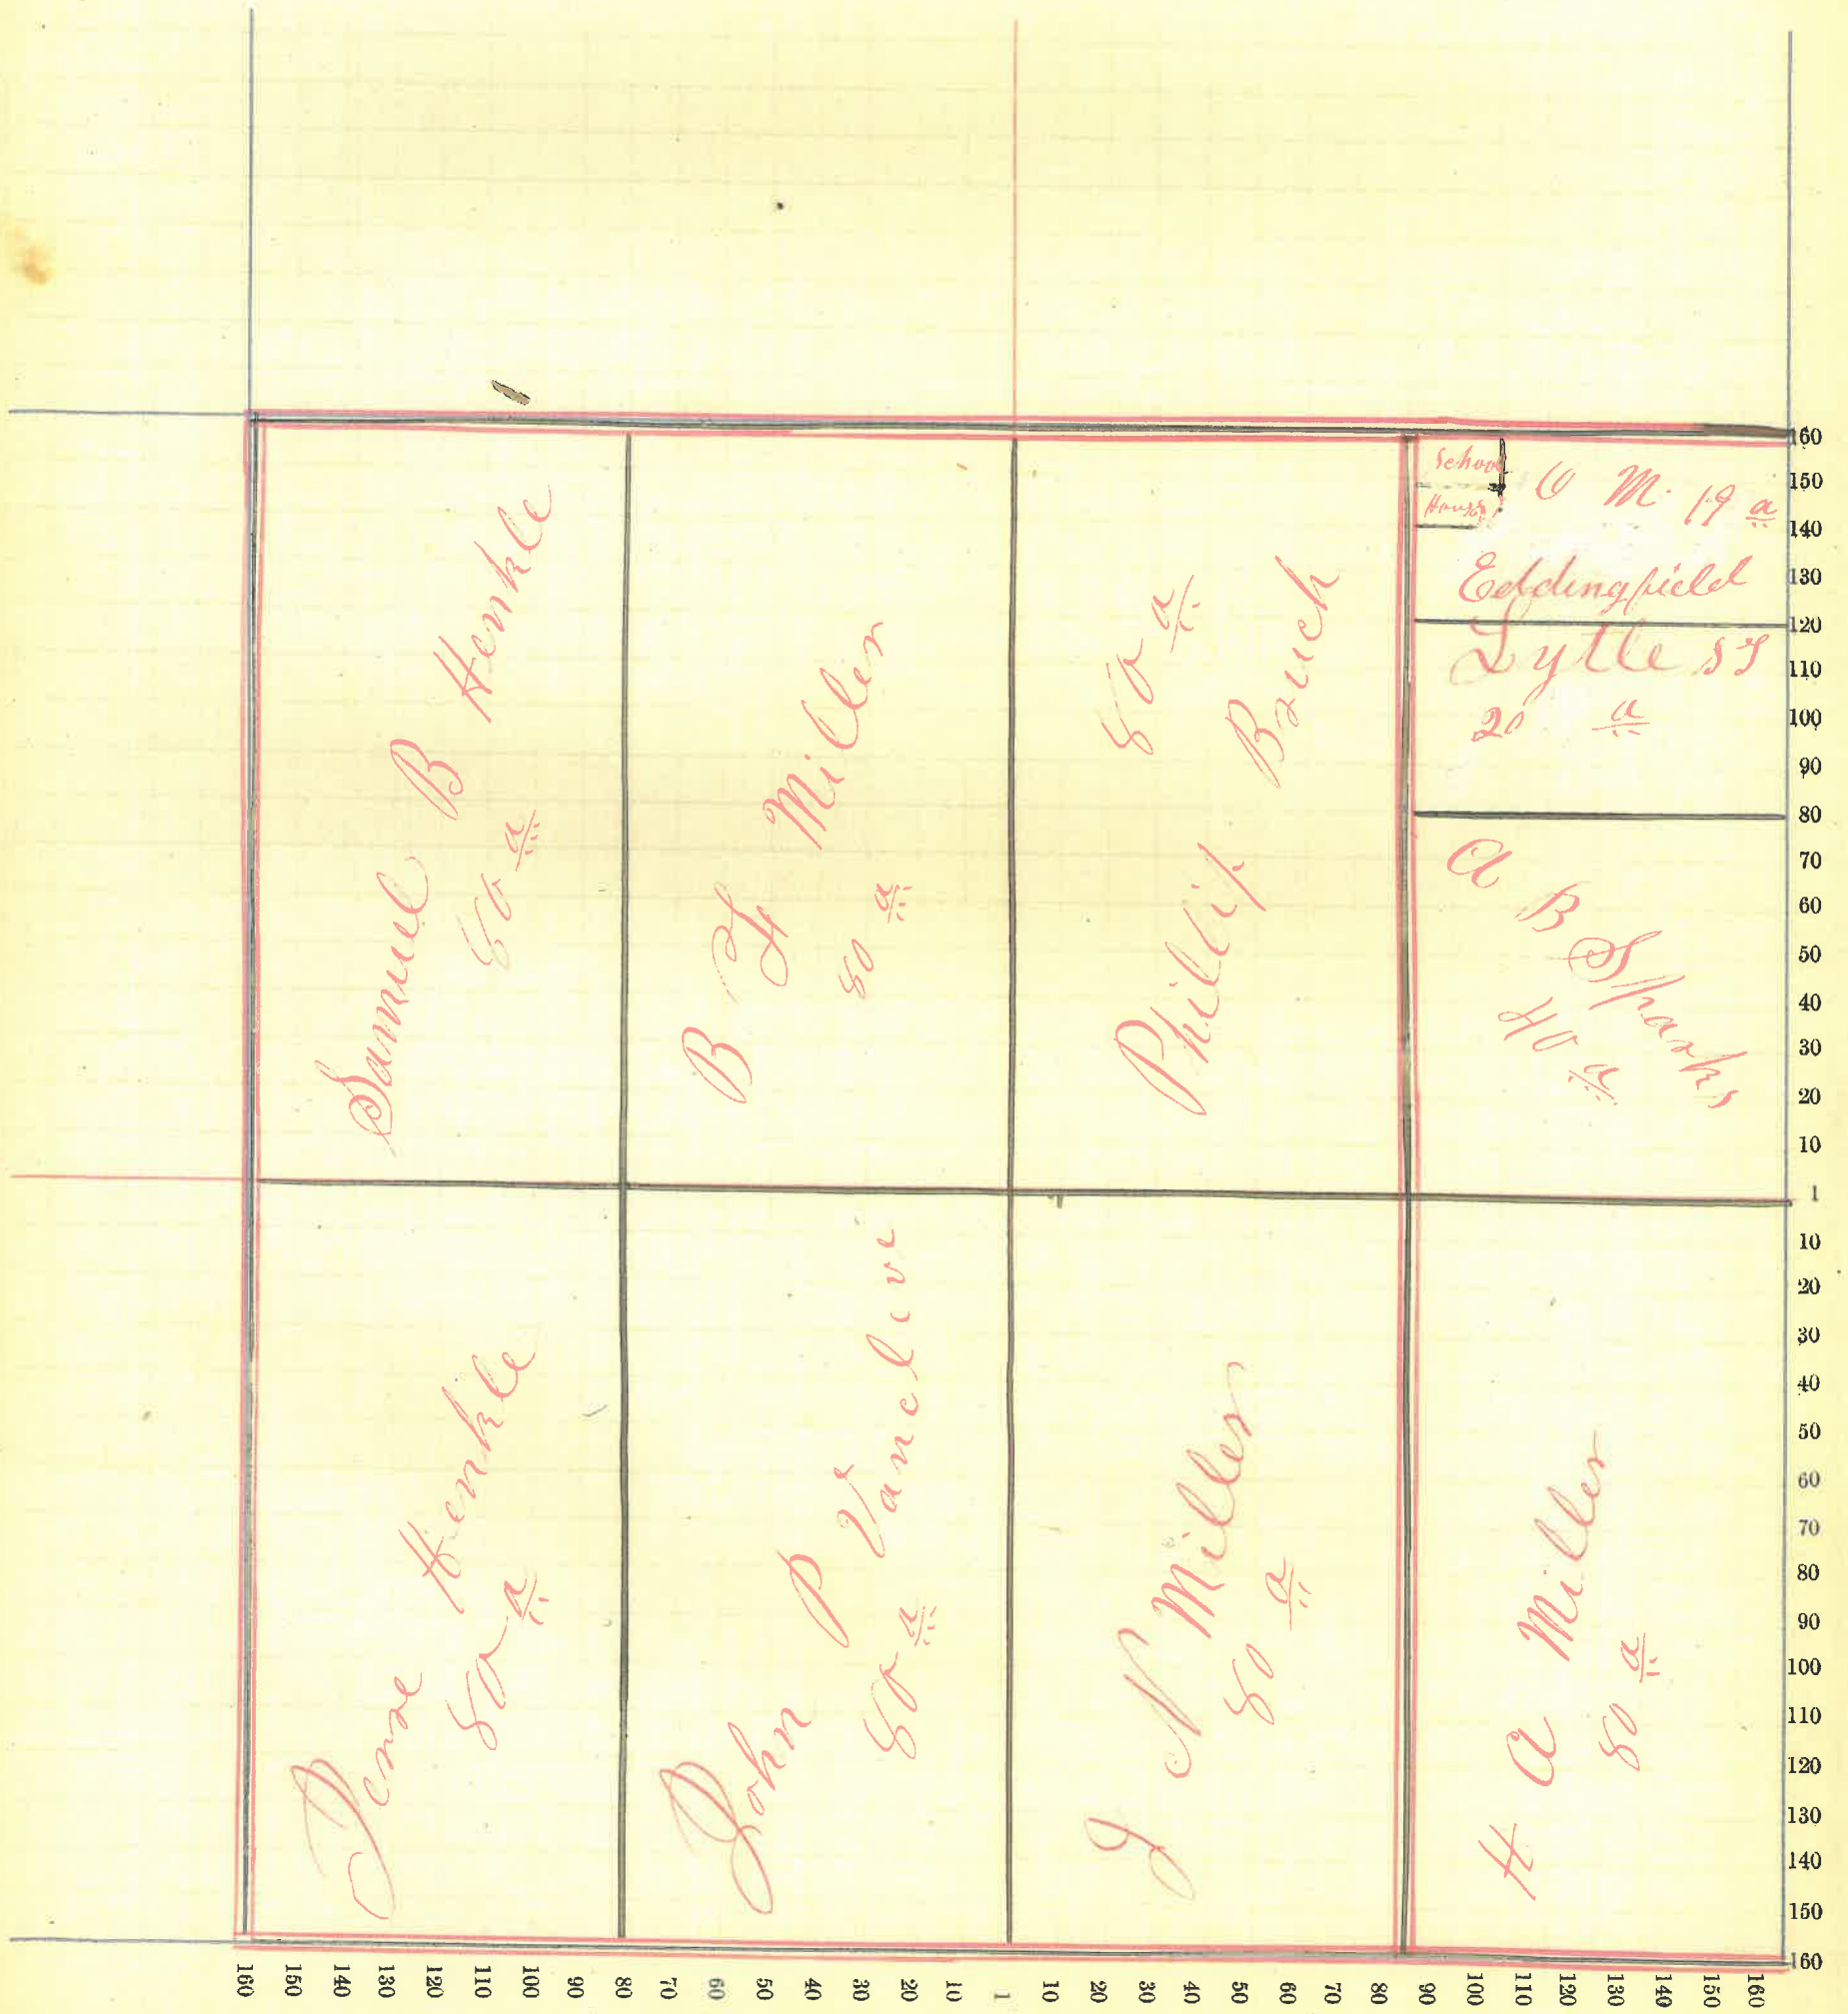 School
House
O M 19 a
Eddingfield
Lytle S T
20 a
A B Sparks
40 a
Samuel B Henkle
80 a
B F Miller
80 a
80 a
Phillip Bruch
Henkle
80 a
John P Vancleve
80 a
J N Miller
80 a
H A Miller
80 a
160
150
140
130
120
110
100
90
80
70
60
50
40
30
20
10
1
10
20
30
40
50
60
70
80
90
100
110
120
130
140
150
160
160 150 140 130 120 110 100 90 80 70 60 50 40 30 20 10 1 10 20 30 40 50 60 70 80 90 100 110 120 130 140 150 160